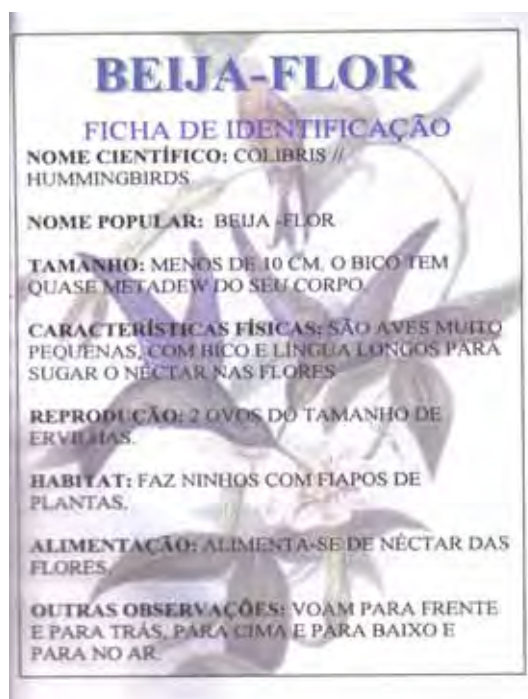 BEIJA-FLOR
FICHA DE IDENTIFICAÇÃO
NOME CIENTÍFICO: COLIBRIS //
HUMMINGBIRDS
NOME POPULAR: BEIJA -FLOR
TAMANHO: MENOS DE 10 CM. O BICO TEM
QUASE METADEW DO SEU CORPO.
CARACTERÍSTICAS FÍSICAS: SÃO AVES MUITO
PEQUENAS, COM BICO E LÍNGUA LONGOS PARA
SUGAR O NÉCTAR NAS FLORES
REPRODUÇÃO: 2 OVOS DO TAMANHO DE
ERVILHAS.
HABITAT: FAZ NINHOS COM FIAPOS DE
PLANTAS.
ALIMENTAÇÃO: ALIMENTA-SE DE NÉCTAR DAS
FLORES.
OUTRAS OBSERVAÇÕES: VOAM PARA FRENTE
E PARA TRÁS, PARA CIMA E PARA BAIXO E
PARA NO AR.